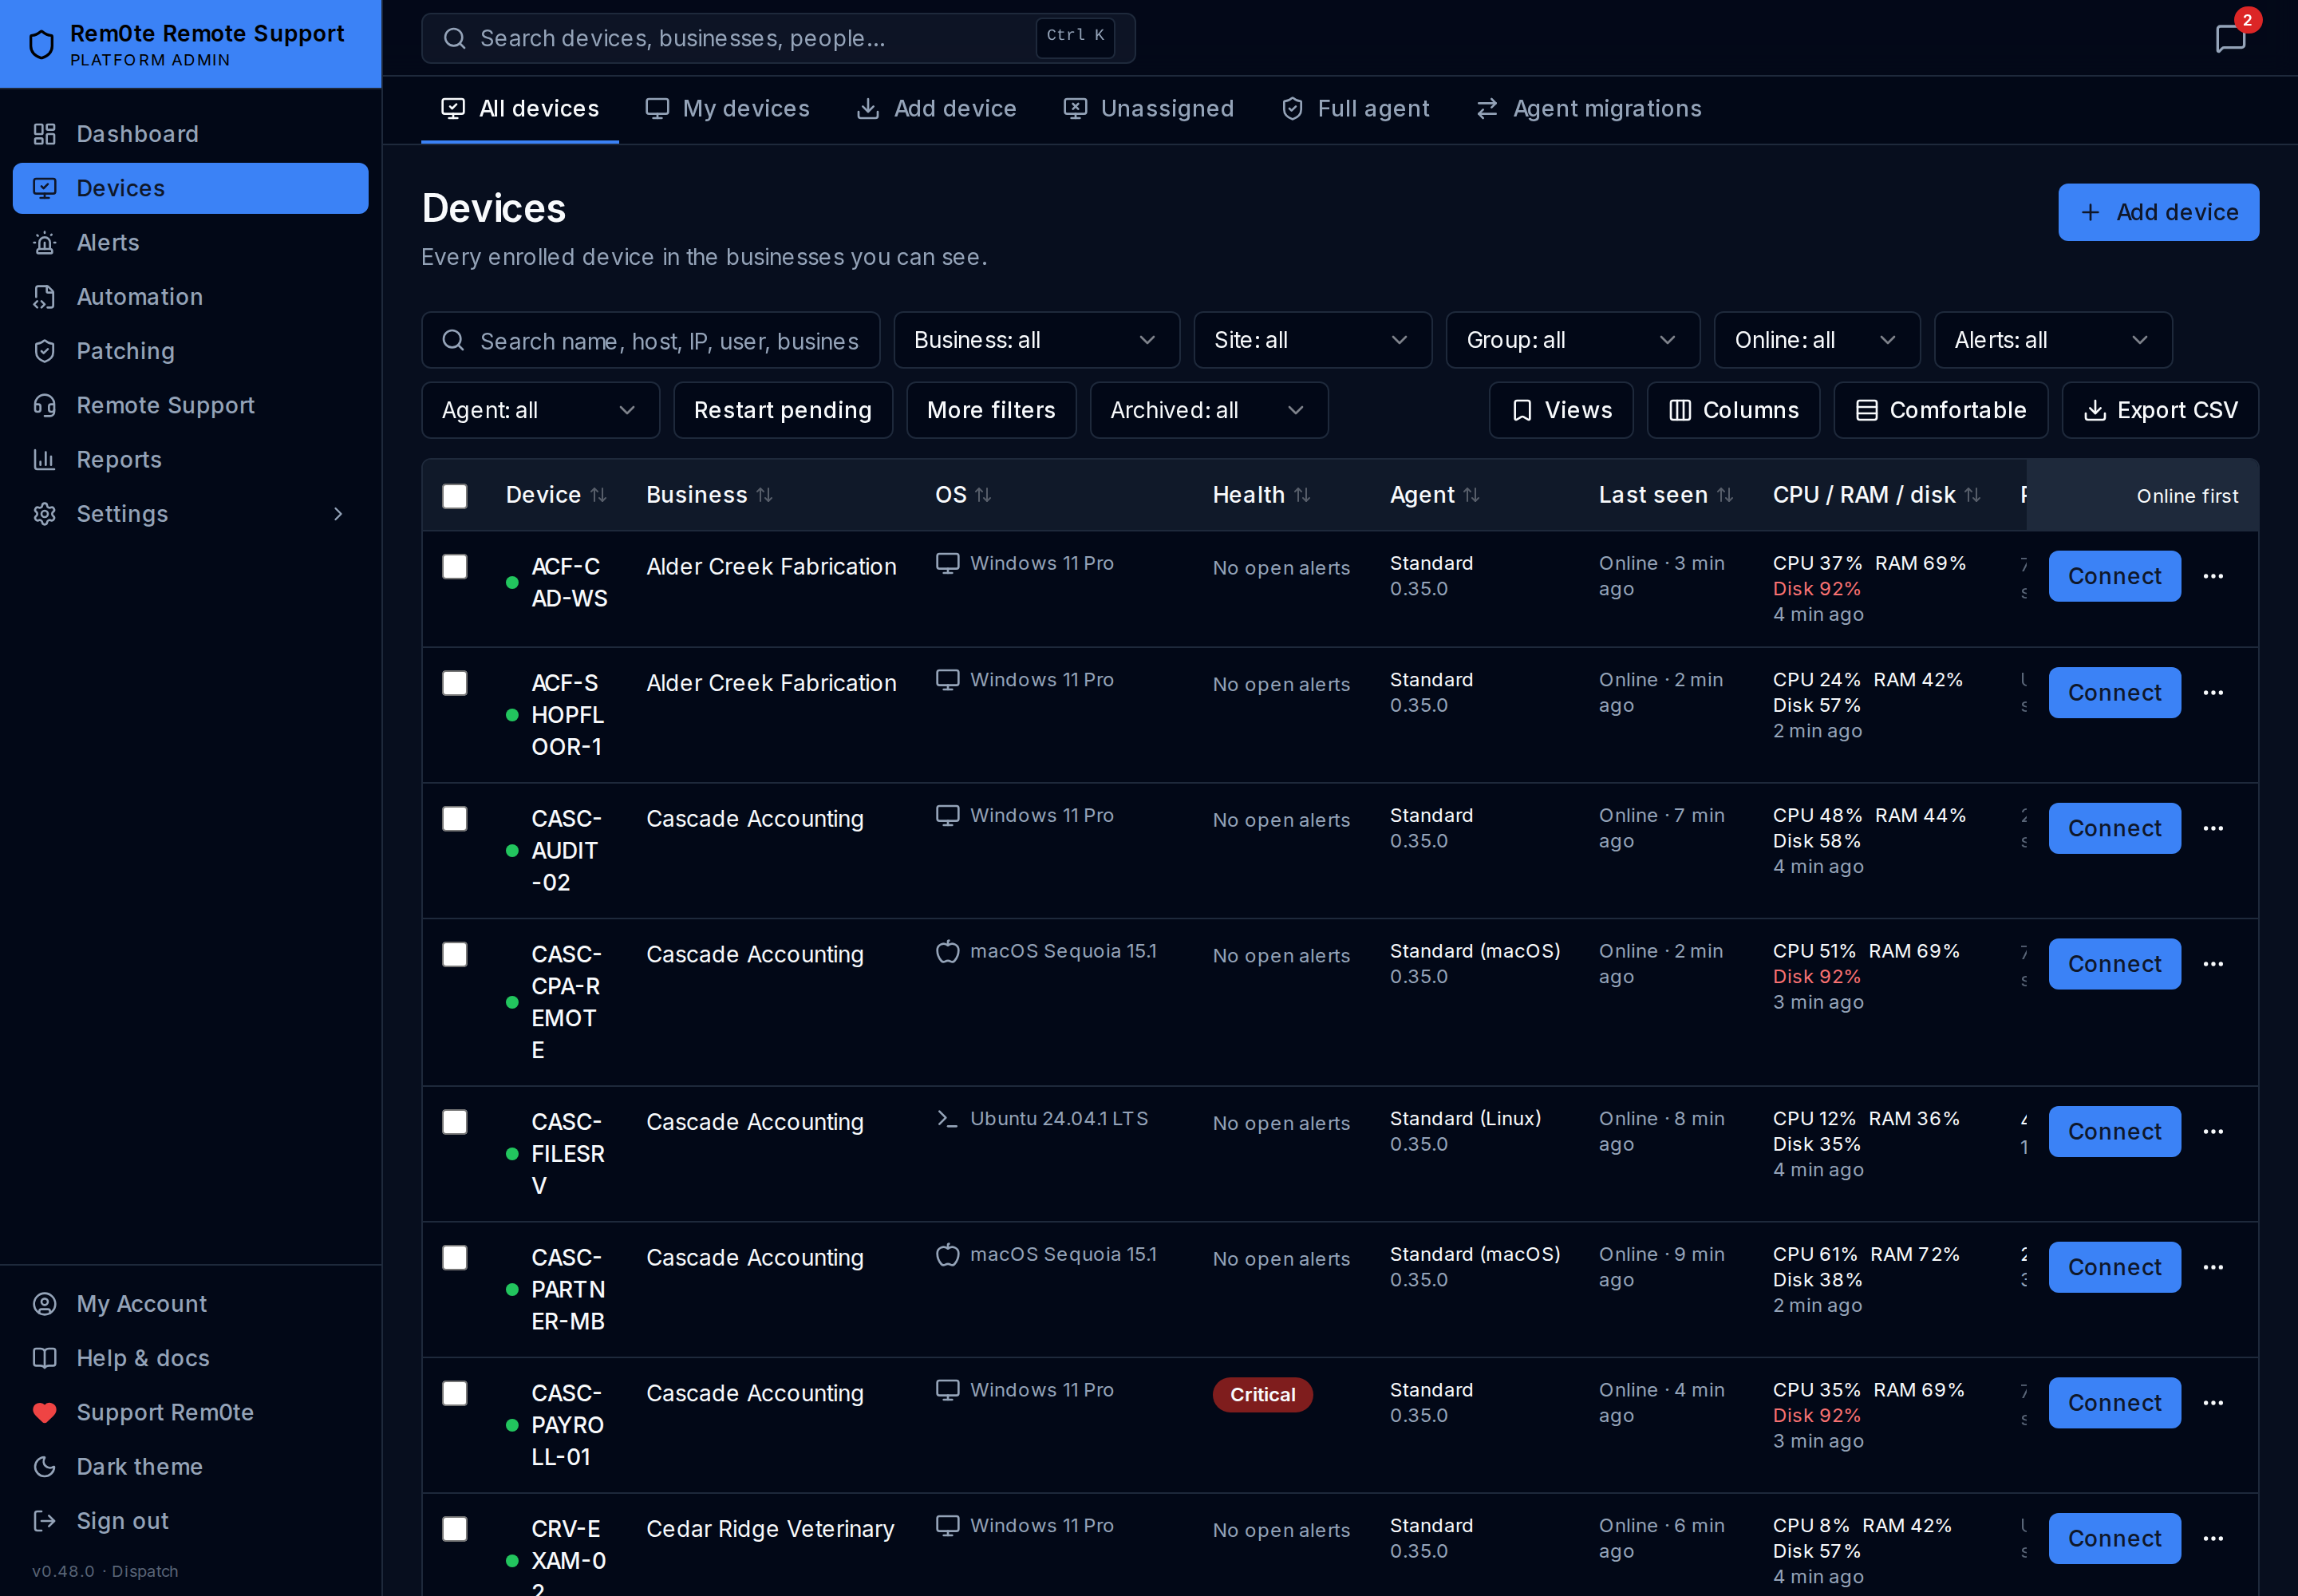 Rem0te Remote Support
PLATFORM ADMIN
Search devices, businesses, people...
Ctrl K
2
Dashboard
Devices
Alerts
Automation
Patching
Remote Support
Reports
Settings
My Account
Help & docs
Support Rem0te
Dark theme
Sign out
v0.48.0 · Dispatch
All devices
My devices
Add device
Unassigned
Full agent
Agent migrations
Devices
Every enrolled device in the businesses you can see.
Add device
Search name, host, IP, user, busines
Business: all
Site: all
Group: all
Online: all
Alerts: all
Agent: all
Restart pending
More filters
Archived: all
Views
Columns
Comfortable
Export CSV
Device
Business
OS
Health
Agent
Last seen
CPU / RAM / disk
Online first
ACF-C
AD-WS
Alder Creek Fabrication
Windows 11 Pro
No open alerts
Standard
0.35.0
Online · 3 min
ago
CPU 37% RAM 69%
Disk 92%
4 min ago
Connect
ACF-S
HOPFL
OOR-1
Alder Creek Fabrication
Windows 11 Pro
No open alerts
Standard
0.35.0
Online · 2 min
ago
CPU 24% RAM 42%
Disk 57%
2 min ago
Connect
CASC-
AUDIT
-02
Cascade Accounting
Windows 11 Pro
No open alerts
Standard
0.35.0
Online · 7 min
ago
CPU 48% RAM 44%
Disk 58%
4 min ago
Connect
CASC-
CPA-R
EMOT
E
Cascade Accounting
macOS Sequoia 15.1
No open alerts
Standard (macOS)
0.35.0
Online · 2 min
ago
CPU 51% RAM 69%
Disk 92%
3 min ago
Connect
CASC-
FILESR
V
Cascade Accounting
Ubuntu 24.04.1 LTS
No open alerts
Standard (Linux)
0.35.0
Online · 8 min
ago
CPU 12% RAM 36%
Disk 35%
4 min ago
Connect
CASC-
PARTN
ER-MB
Cascade Accounting
macOS Sequoia 15.1
No open alerts
Standard (macOS)
0.35.0
Online · 9 min
ago
CPU 61% RAM 72%
Disk 38%
2 min ago
Connect
CASC-
PAYRO
LL-01
Cascade Accounting
Windows 11 Pro
Critical
Standard
0.35.0
Online · 4 min
ago
CPU 35% RAM 69%
Disk 92%
3 min ago
Connect
CRV-E
XAM-0
2
Cedar Ridge Veterinary
Windows 11 Pro
No open alerts
Standard
0.35.0
Online · 6 min
ago
CPU 8% RAM 42%
Disk 57%
4 min ago
Connect